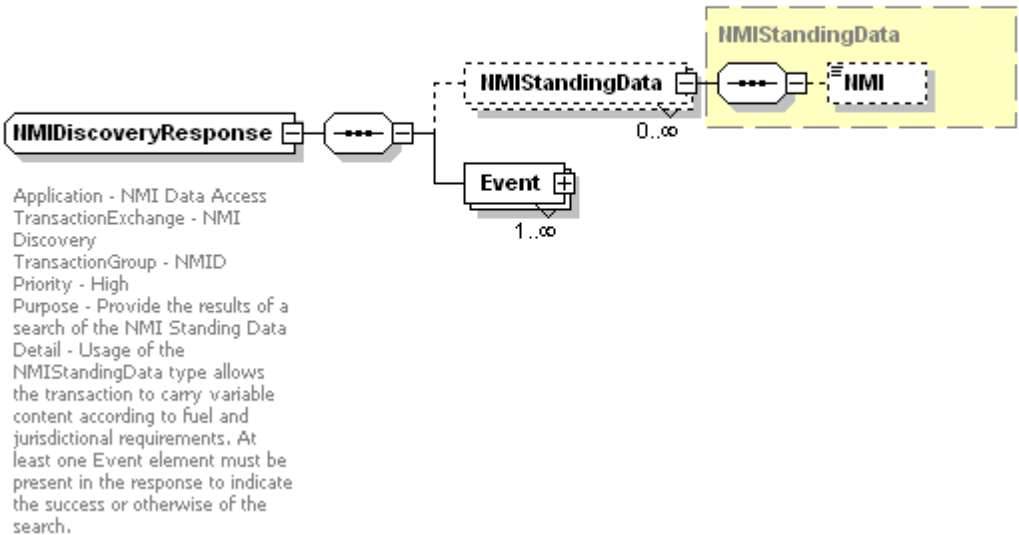 NMIStandingData
NMIStandingData
NMI
0..∞
NMIDiscoveryResponse
Event
1..∞
Application - NMI Data Access
TransactionExchange - NMI
Discovery
TransactionGroup - NMID
Priority - High
Purpose - Provide the results of a
search of the NMI Standing Data
Detail - Usage of the
NMIStandingData type allows
the transaction to carry variable
content according to fuel and
jurisdictional requirements. At
least one Event element must be
present in the response to indicate
the success or otherwise of the
search.